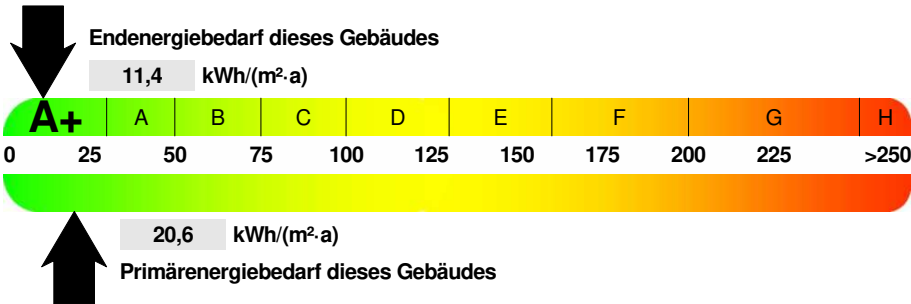 Endenergiebedarf dieses Gebäudes
11,4 kWh/(m²·a)
A+ A B C D E F G H
0 25 50 75 100 125 150 175 200 225 >250
20,6 kWh/(m²·a)
Primärenergiebedarf dieses Gebäudes